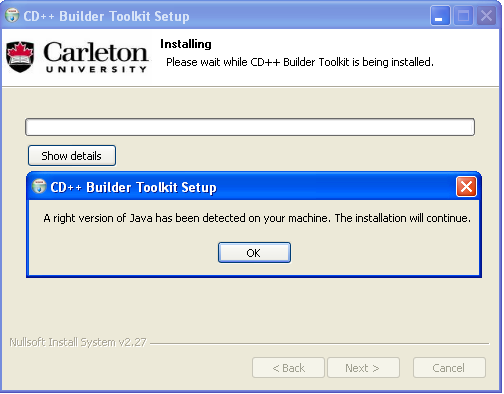 CD++ Builder Toolkit Setup
Carleton
UNIVERSITY
Installing
Please wait while CD++ Builder Toolkit is being installed.
Show details
CD++ Builder Toolkit Setup
A right version of Java has been detected on your machine. The installation will continue.
OK
Nullsoft Install System v2.27
< Back
Next >
Cancel